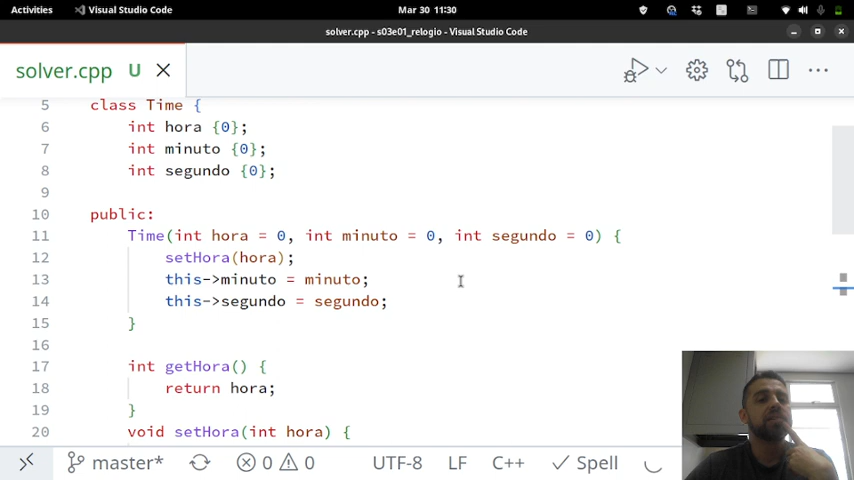 Activities Visual Studio Code Mar 30 11:30
solver.cpp - s03e01_relogio - Visual Studio Code
solver.cpp U
5 class Time {
6 int hora {0};
7 int minuto {0};
8 int segundo {0};
9
10 public:
11 Time(int hora = 0, int minuto = 0, int segundo = 0) {
12 setHora(hora);
13 this->minuto = minuto;
14 this->segundo = segundo;
15 }
16
17 int getHora() {
18 return hora;
19 }
20 void setHora(int hora) {
master* 0 0 UTF-8 LF C++ Spell